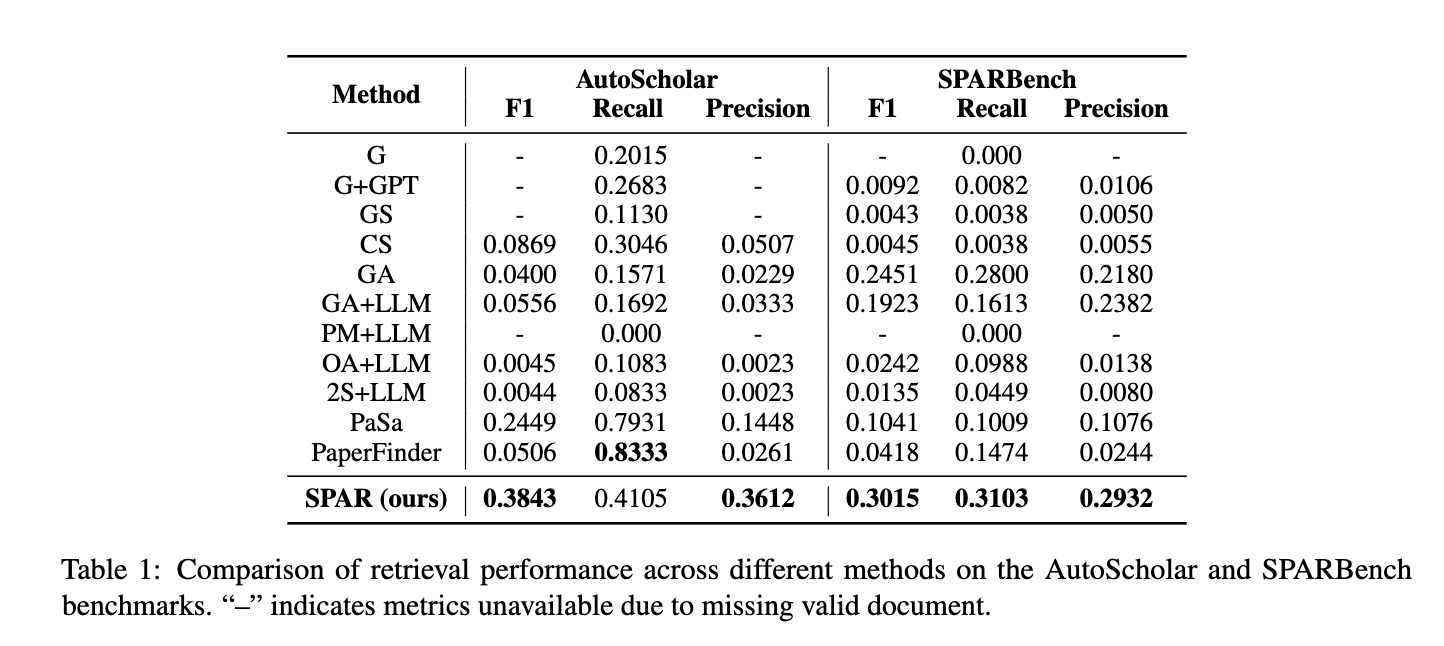 Method AutoScholar SPARBench
F1 Recall Precision F1 Recall Precision
G - 0.2015 - - 0.000 -
G+GPT - 0.2683 - 0.0092 0.0082 0.0106
GS - 0.1130 - 0.0043 0.0038 0.0050
CS 0.0869 0.3046 0.0507 0.0045 0.0038 0.0055
GA 0.0400 0.1571 0.0229 0.2451 0.2800 0.2180
GA+LLM 0.0556 0.1692 0.0333 0.1923 0.1613 0.2382
PM+LLM - 0.000 - - 0.000 -
OA+LLM 0.0045 0.1083 0.0023 0.0242 0.0988 0.0138
2S+LLM 0.0044 0.0833 0.0023 0.0135 0.0449 0.0080
PaSa 0.2449 0.7931 0.1448 0.1041 0.1009 0.1076
PaperFinder 0.0506 0.8333 0.0261 0.0418 0.1474 0.0244
SPAR (ours) 0.3843 0.4105 0.3612 0.3015 0.3103 0.2932
Table 1: Comparison of retrieval performance across different methods on the AutoScholar and SPARBench
benchmarks. “–” indicates metrics unavailable due to missing valid document.